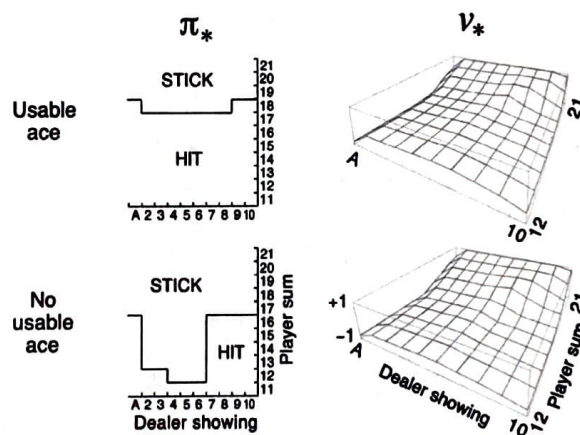 π*
v*
Usable
ace
STICK
HIT
21
20
19
18
17
16
15
14
13
12
11
A 2 3 4 5 6 7 8 9 10
A
10
12
21
No
usable
ace
STICK
HIT
21
20
19
18
17
16
15
14
13
12
11
Player sum
A 2 3 4 5 6 7 8 9 10
Dealer showing
+1
−1
A
Dealer showing
10
12
Player sum
21